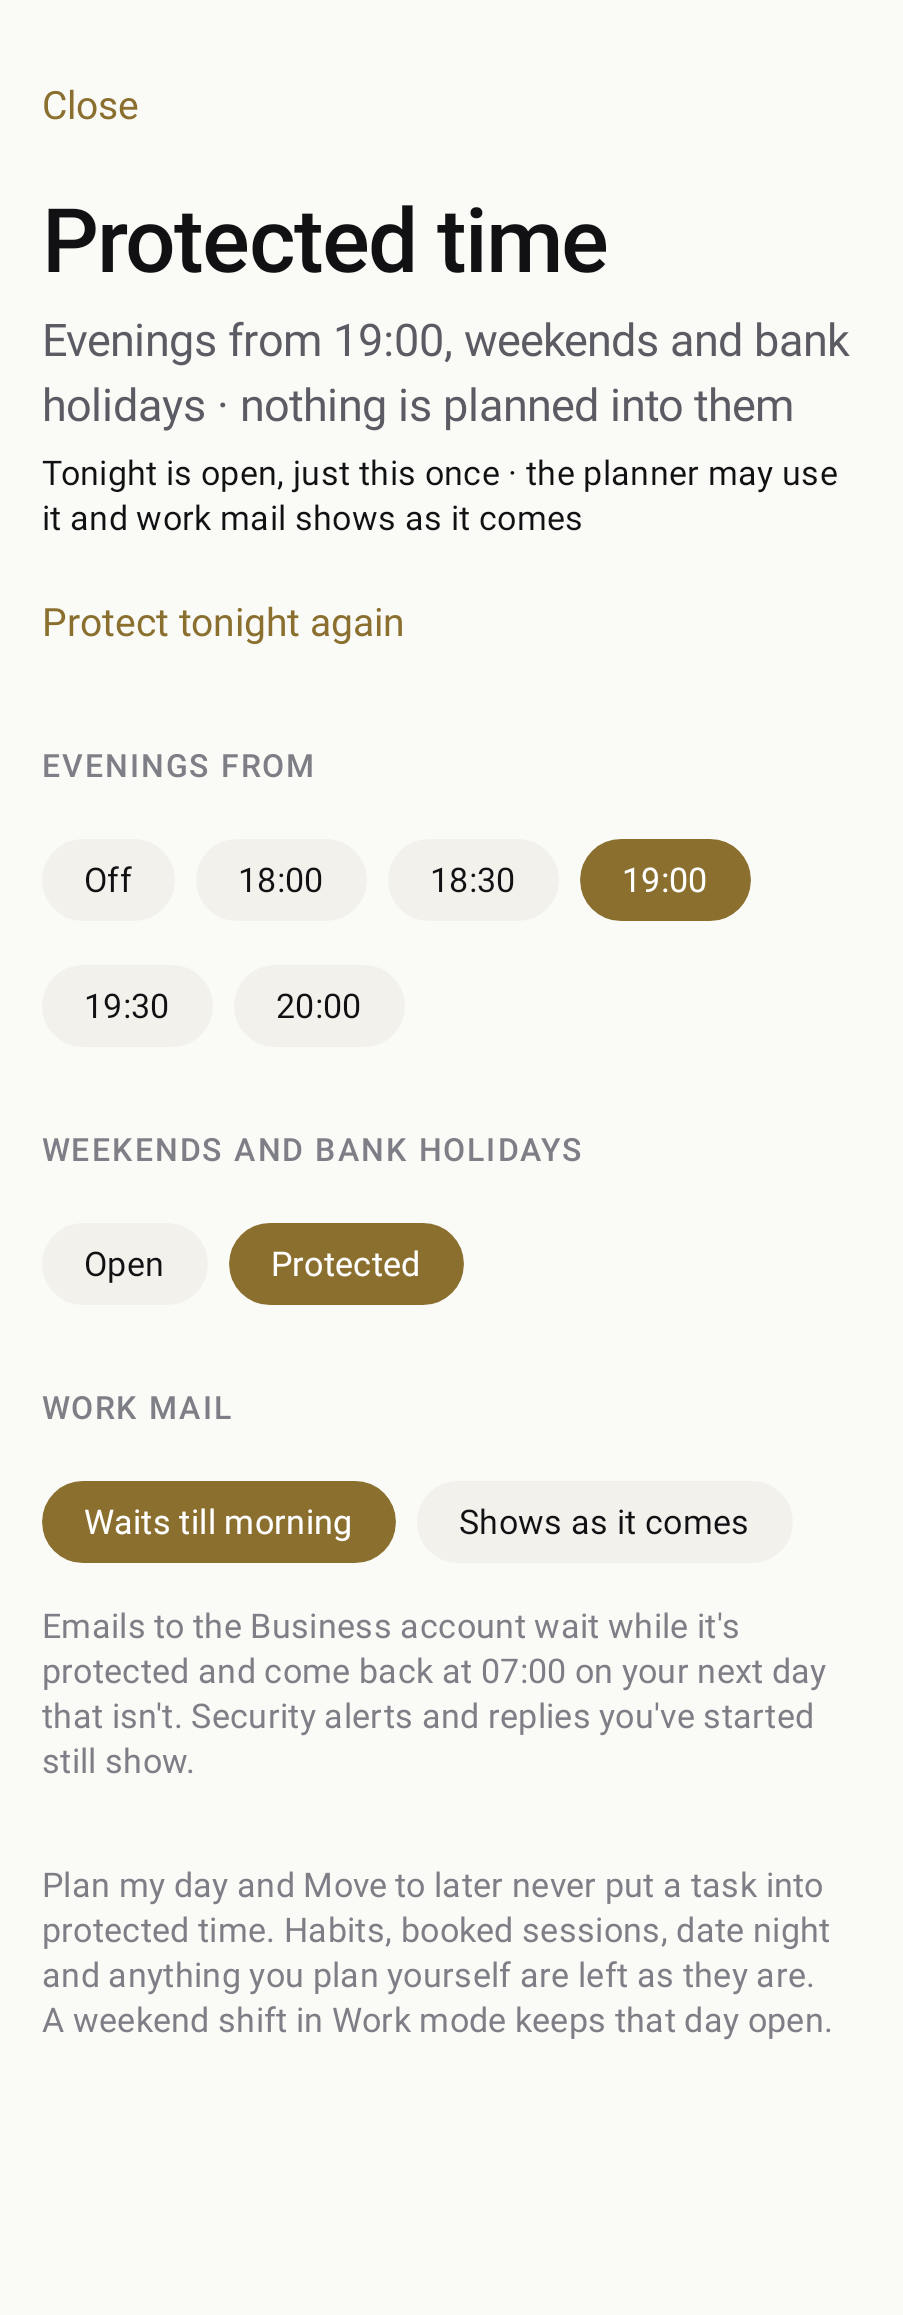 Close
Protected time
Evenings from 19:00, weekends and bank
holidays · nothing is planned into them
Tonight is open, just this once · the planner may use
it and work mail shows as it comes
Protect tonight again
EVENINGS FROM
Off 18:00 18:30 19:00
19:30 20:00
WEEKENDS AND BANK HOLIDAYS
Open Protected
WORK MAIL
Waits till morning Shows as it comes
Emails to the Business account wait while it's
protected and come back at 07:00 on your next day
that isn't. Security alerts and replies you've started
still show.
Plan my day and Move to later never put a task into
protected time. Habits, booked sessions, date night
and anything you plan yourself are left as they are.
A weekend shift in Work mode keeps that day open.